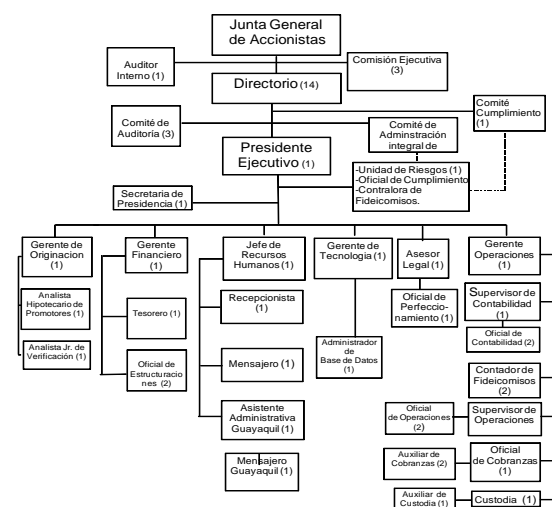 Junta General
de Accionistas
Auditor
Interno (1)
Comisión Ejecutiva
(3)
Directorio (14)
Comité de
Auditoría (3)
Comité de
Adminstración
integral de
Comité
Cumplimiento
(1)
Presidente
Ejecutivo (1)
-Unidad de Riesgos (1)
-Oficial de Cumplimiento
-Contralora de
Fideicomisos.
Secretaria de
Presidencia (1)
Gerente de
Originacion
(1)
Gerente
Financiero
(1)
Jefe de
Recursos
Humanos (1)
Gerente de
Tecnologia (1)
Asesor
Legal (1)
Gerente
Operaciones
(1)
Analista
Hipotecario de
Promotores (1)
Analista Jr. de
Verificación (1)
Tesorero (1)
Oficial de
Estructuracio
nes (2)
Recepcionista
(1)
Mensajero (1)
Asistente
Administrativa
Guayaquil (1)
Mensajero
Guayaquil (1)
Administrador
de
Base de Datos
(1)
Oficial de
Perfeccio-
namiento (1)
Supervisor de
Contabilidad
(1)
Oficial de
Contabilidad (2)
Contador de
Fideicomisos
(2)
Oficial
de Operaciones
(2)
Supervisor de
Operaciones
Auxiliar de
Cobranzas (2)
Oficial
de Cobranzas
(1)
Auxiliar de
Custodia (1)
Custodia (1)